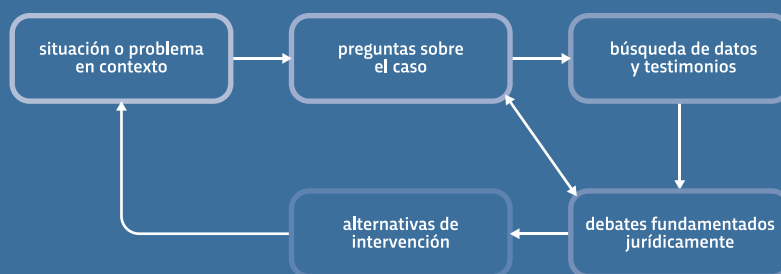 situación o problema
en contexto
preguntas sobre
el caso
búsqueda de datos
y testimonios
alternativas de
intervención
debates fundamentados
jurídicamente